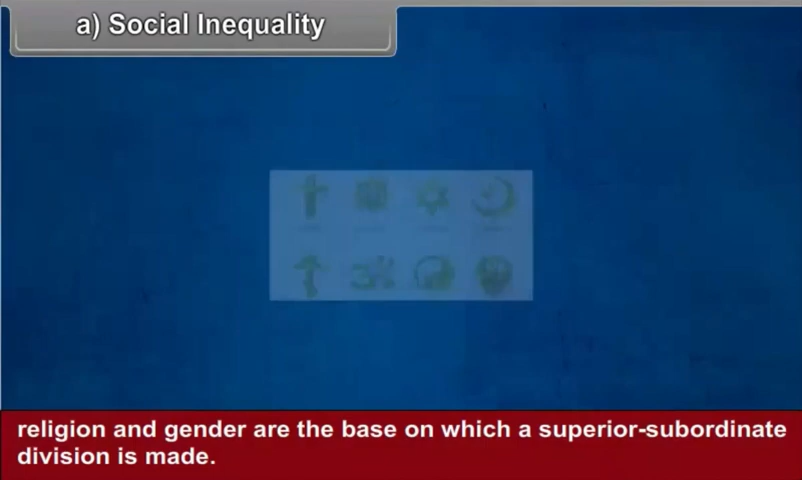 a) Social Inequality
religion and gender are the base on which a superior-subordinate
division is made.